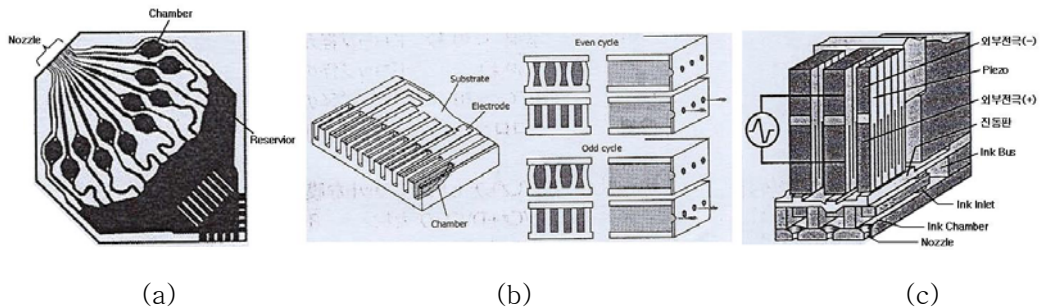 Chamber
Nozzle
Reservior
Even cycle
Substrate
Electrode
Odd cycle
Chamber
외부전극(-)
Piezo
외부전극(+)
진동판
Ink Bus
Ink Inlet
Ink Chamber
Nozzle
(a)
(b)
(c)